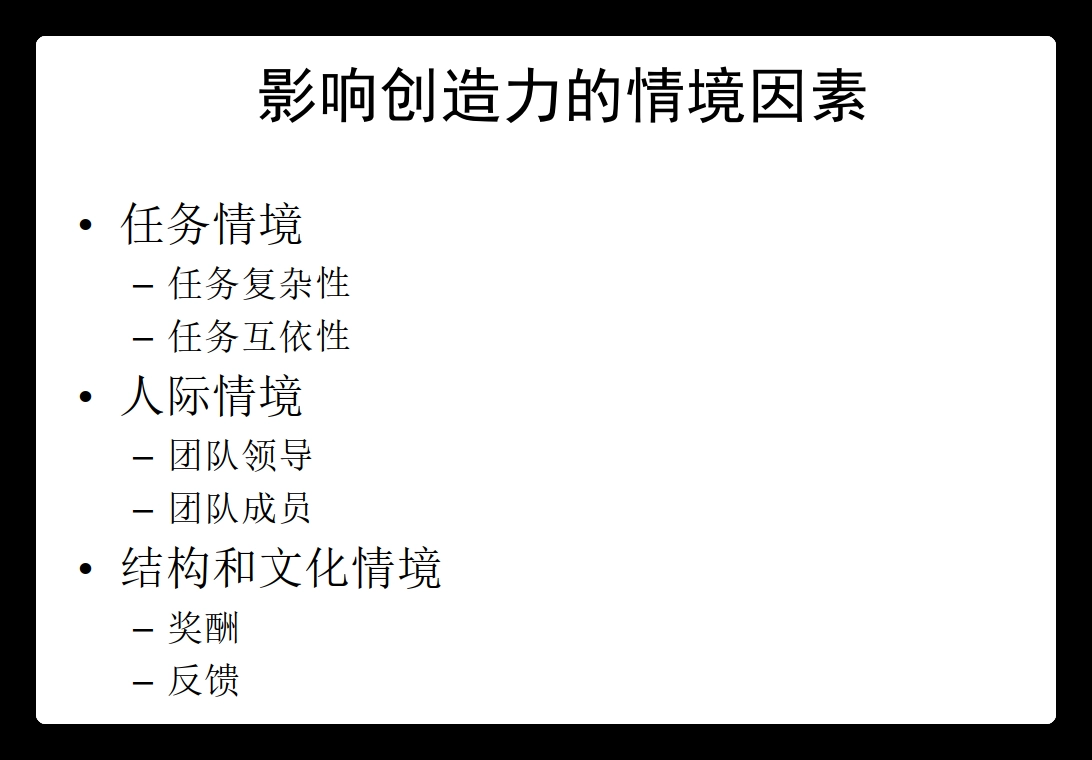 影响创造力的情境因素
• 任务情境
– 任务复杂性
– 任务互依性
• 人际情境
– 团队领导
– 团队成员
• 结构和文化情境
– 奖酬
– 反馈